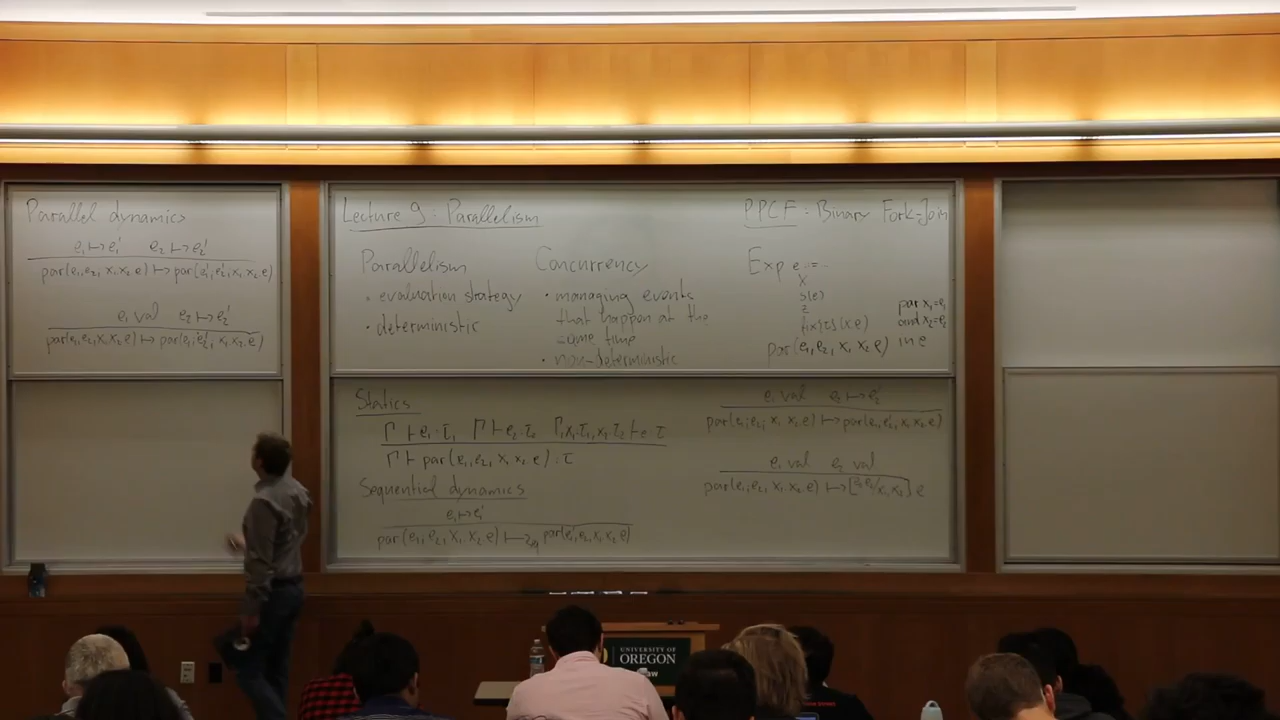 Parallel dynamics
e₁ ↦ e₁' e₂ ↦ e₂'
par(e₁, e₂, x₁.x₂.e) ↦ par(e₁', e₂', x₁.x₂.e)
e₁ val e₂ ↦ e₂'
par(e₁, e₂, x₁.x₂.e) ↦ par(e₁; e₂'; x₁.x₂.e)
Lecture 9: Parallelism
Parallelism
• evaluation strategy
• deterministic
Concurrency
• managing events
that happen at the
same time
• non-deterministic
PPCF: Binary Fork-Join
Exp e ::= ..
x
s(e)
z
fix{τ}(x.e)
par(e₁, e₂, x₁.x₂.e)
par x₁=e₁
and x₂=e₂
in e
Statics
Γ ⊢ e₁:τ₁ Γ ⊢ e₂:τ₂ Γ,x₁:τ₁,x₂:τ₂ ⊢ e:τ
Γ ⊢ par(e₁, e₂, x₁.x₂.e) : τ
Sequential dynamics
e₁ ↦ e₁'
par(e₁; e₂, x₁.x₂.e) ↦seq par(e₁', e₂, x₁.x₂.e)
e₁ val e₂ ↦ e₂'
par(e₁; e₂; x₁.x₂.e) ↦ par(e₁, e₂', x₁.x₂.e)
e₁ val e₂ val
par(e₁, e₂, x₁.x₂.e) ↦ [e₁,e₂/x₁,x₂] e
UNIVERSITY OF
OREGON